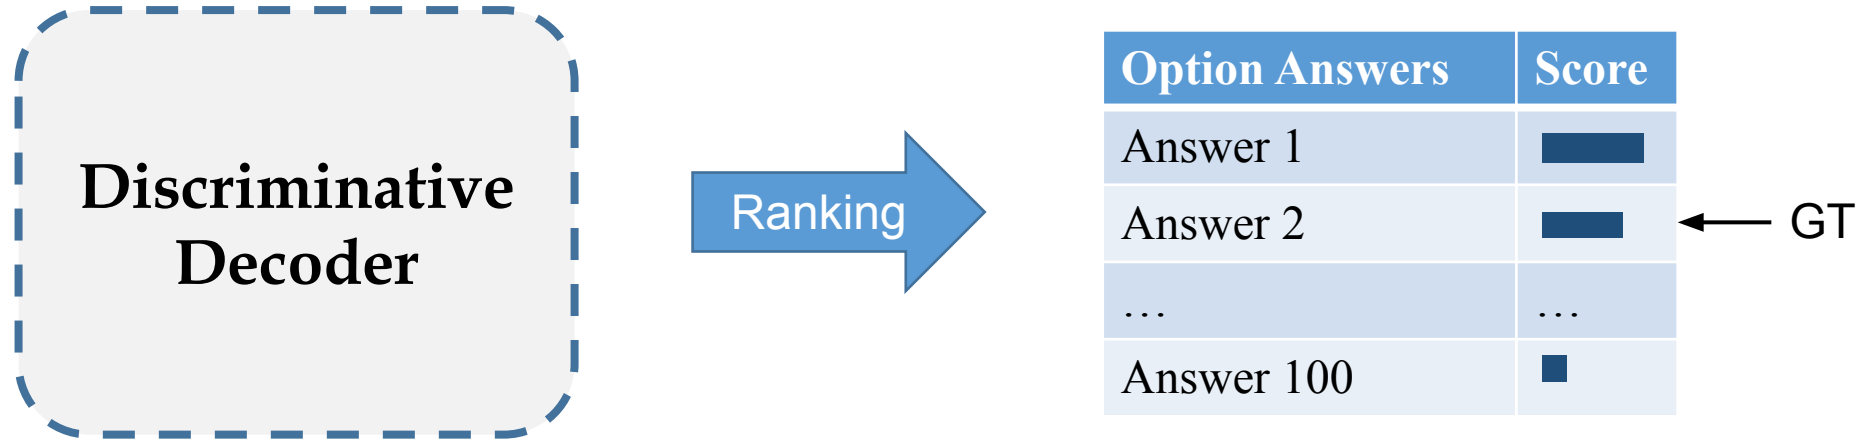 Discriminative
Decoder
Ranking
Option Answers Score
Answer 1
Answer 2
GT
… …
Answer 100